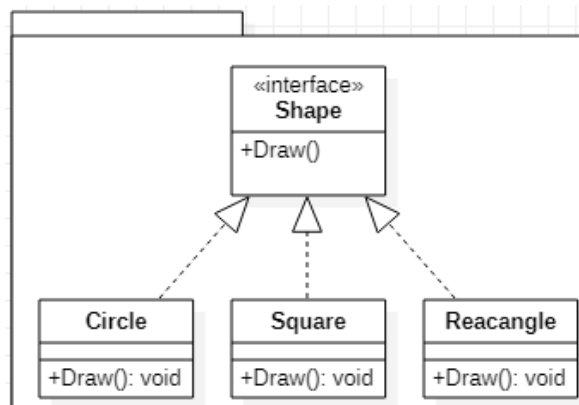 «interface»
Shape
+Draw()
Circle
Square
Reacangle
+Draw(): void
+Draw(): void
+Draw(): void